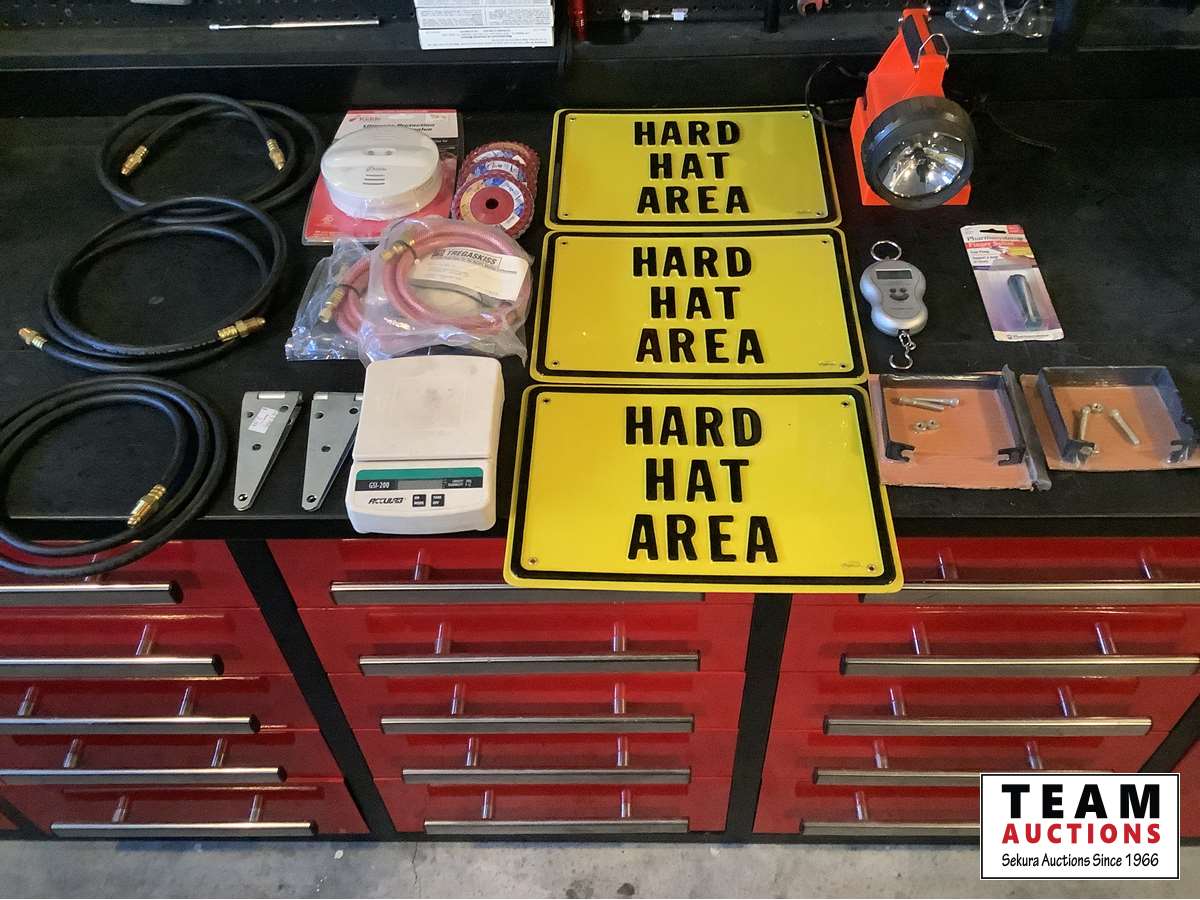 Kidde
HARD
HAT
AREA
TREGASKISS
HARD
HAT
AREA
GSI-200
ACCULAB
HARD
HAT
AREA
TEAM
AUCTIONS
Sekura Auctions Since 1966